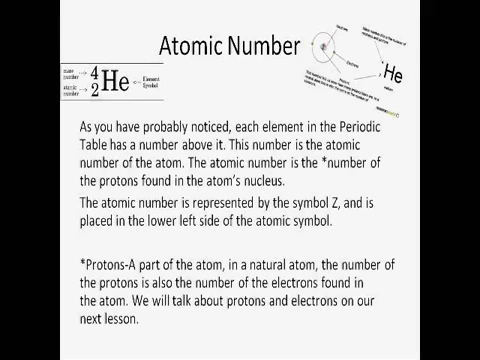 Atomic Number
mass number
4
He
Element Symbol
atomic number
2
He
As you have probably noticed, each element in the Periodic
Table has a number above it. This number is the atomic
number of the atom. The atomic number is the *number of
the protons found in the atom's nucleus.
The atomic number is represented by the symbol Z, and is
placed in the lower left side of the atomic symbol.
*Protons-A part of the atom, in a natural atom, the number of
the protons is also the number of the electrons found in
the atom. We will talk about protons and electrons on our
next lesson.